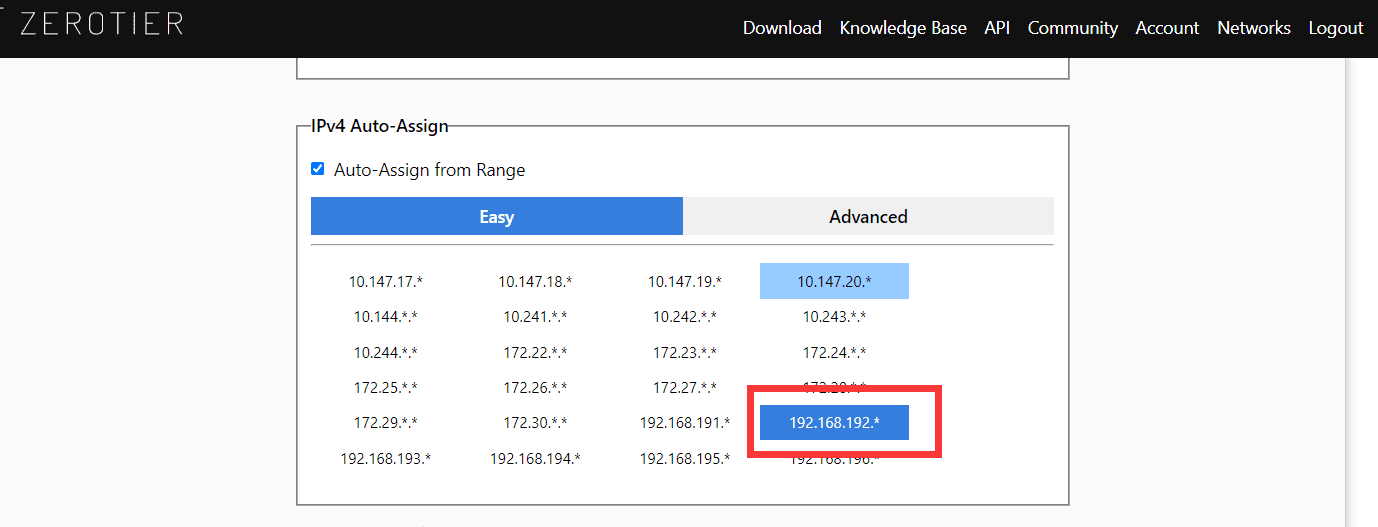 ZEROTIER
Download Knowledge Base API Community Account Networks Logout
IPv4 Auto-Assign
Auto-Assign from Range
Easy Advanced
10.147.17.* 10.147.18.* 10.147.19.* 10.147.20.*
10.144.*.* 10.241.*.* 10.242.*.* 10.243.*.*
10.244.*.* 172.22.*.* 172.23.*.* 172.24.*.*
172.25.*.* 172.26.*.* 172.27.*.* 172.28.*.*
172.29.*.* 172.30.*.* 192.168.191.* 192.168.192.*
192.168.193.* 192.168.194.* 192.168.195.* 192.168.196.*